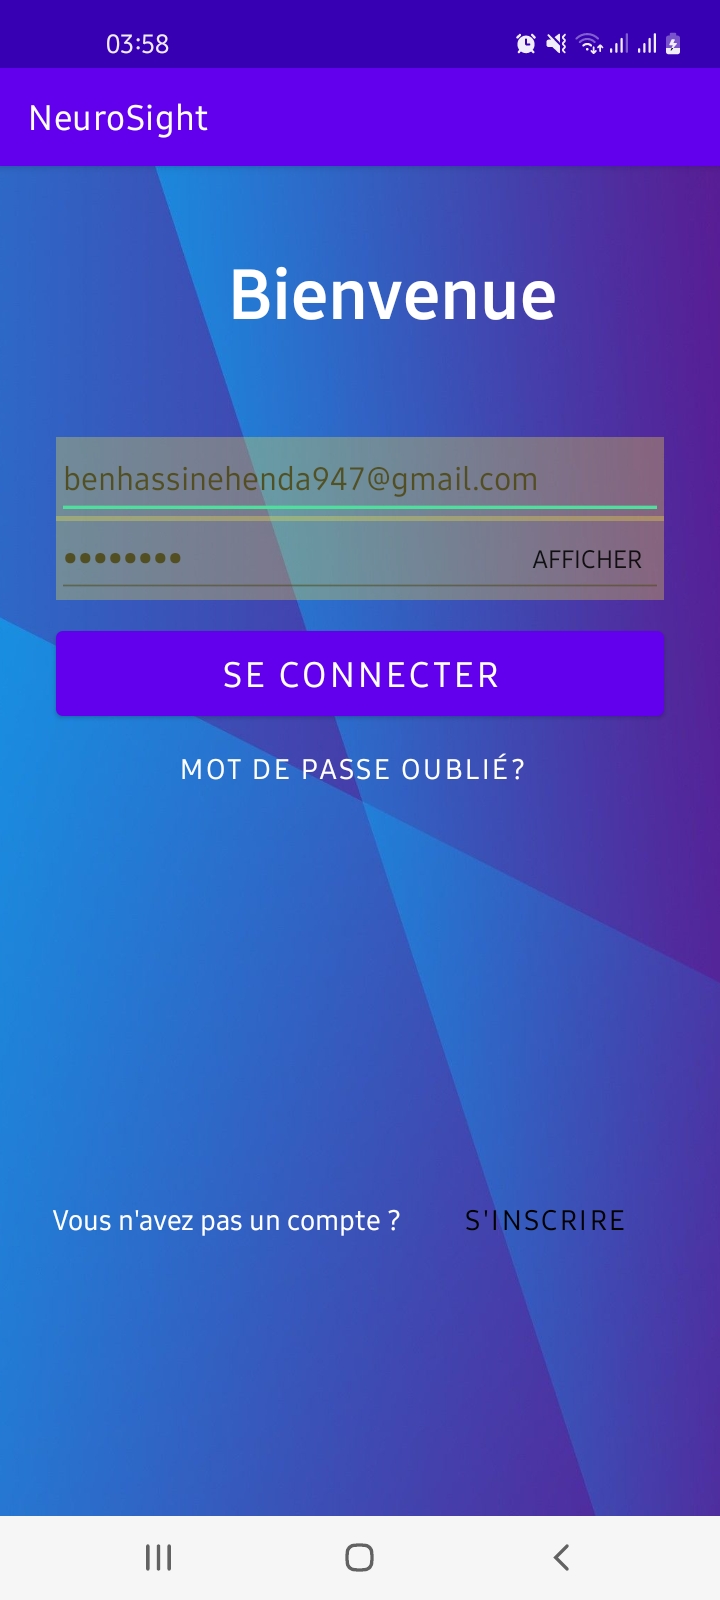 03:58
NeuroSight
Bienvenue
benhassinehenda947@gmail.com
•••••••• AFFICHER
SE CONNECTER
MOT DE PASSE OUBLIÉ?
Vous n'avez pas un compte ? S'INSCRIRE